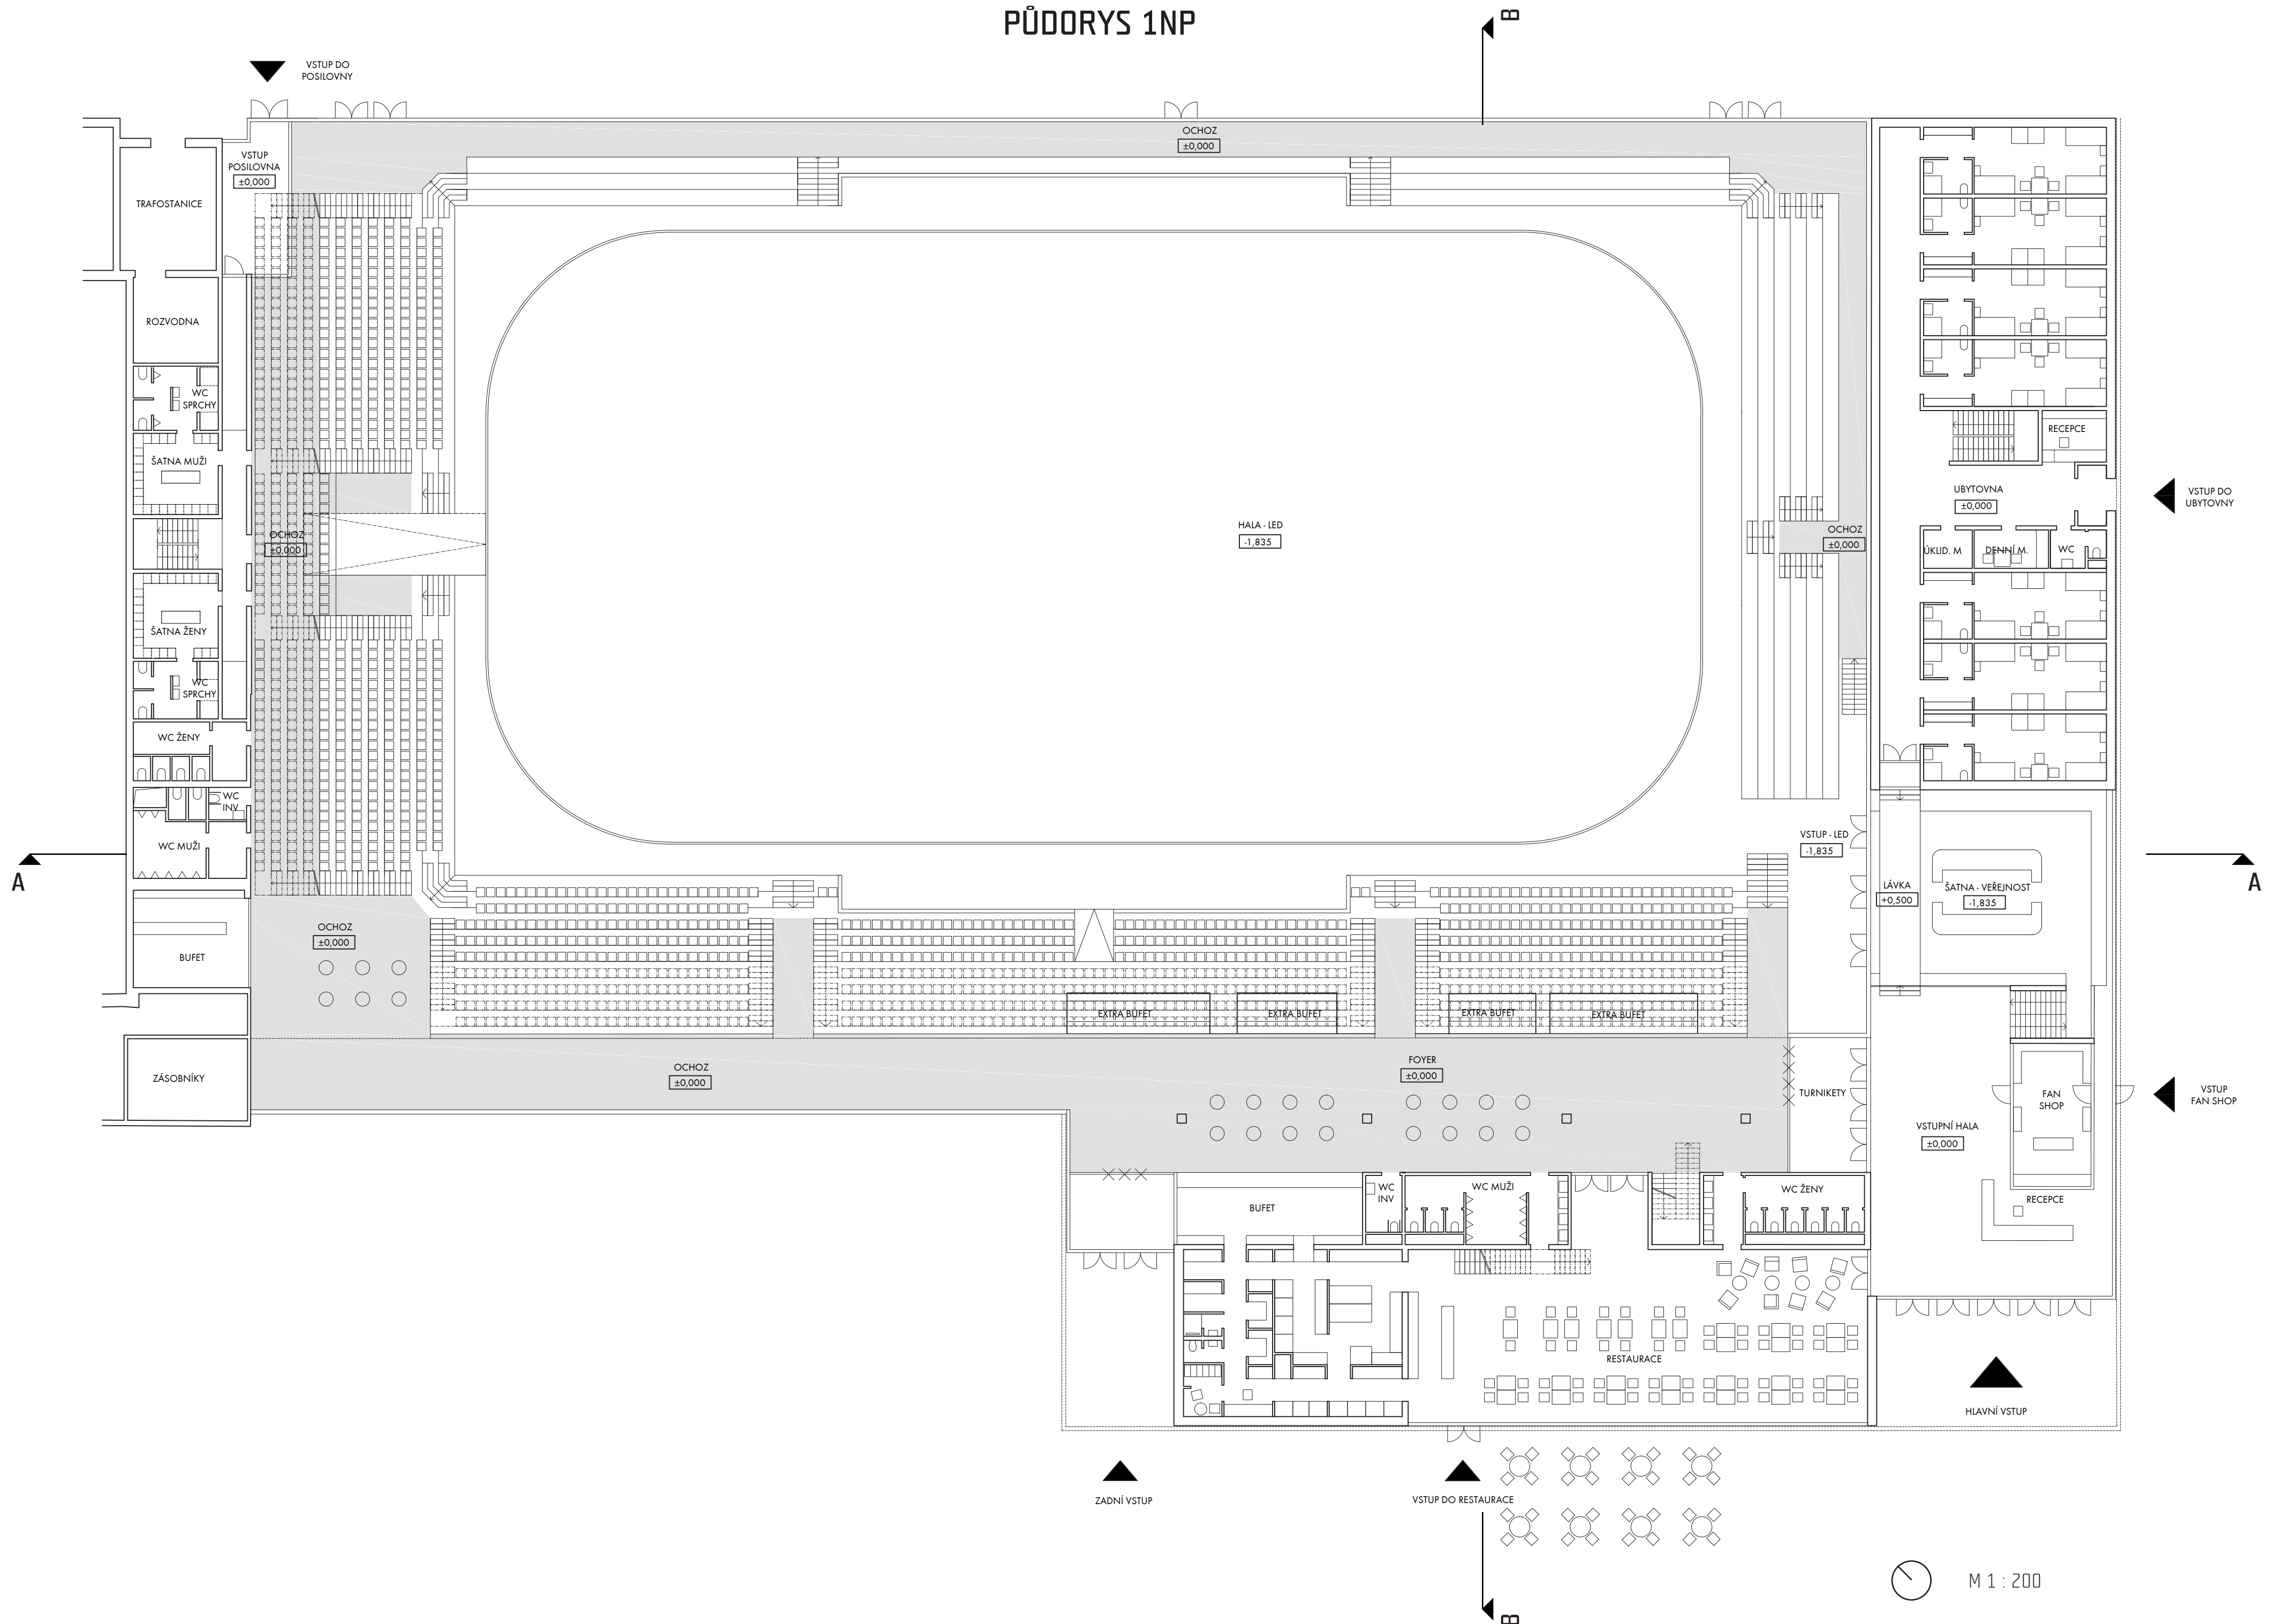 PŮDORYS 1NP
B
VSTUP DO
POSILOVNY
OCHOZ
±0,000
VSTUP
POSILOVNA
±0,000
TRAFOSTANICE
ROZVODNA
WC
SPRCHY
ŠATNA MUŽI
OCHOZ
±0,000
ŠATNA ŽENY
WC
SPRCHY
WC ŽENY
WC
INV
WC MUŽI
A
BUFET
OCHOZ
±0,000
ZÁSOBNÍKY
HALA - LED
-1,835
OCHOZ
±0,000
RECEPCE
UBYTOVNA
±0,000
VSTUP DO
UBYTOVNY
ÚKLID. M
DENNÍ M.
WC
VSTUP - LED
-1,835
LÁVKA
+0,500
ŠATNA - VEŘEJNOST
-1,835
A
EXTRA BUFET
EXTRA BUFET
EXTRA BUFET
EXTRA BUFET
OCHOZ
±0,000
FOYER
±0,000
TURNIKETY
FAN
SHOP
VSTUP
FAN SHOP
VSTUPNÍ HALA
±0,000
RECEPCE
BUFET
WC
INV
WC MUŽI
WC ŽENY
RESTAURACE
HLAVNÍ VSTUP
ZADNÍ VSTUP
VSTUP DO RESTAURACE
B
M 1 : 200